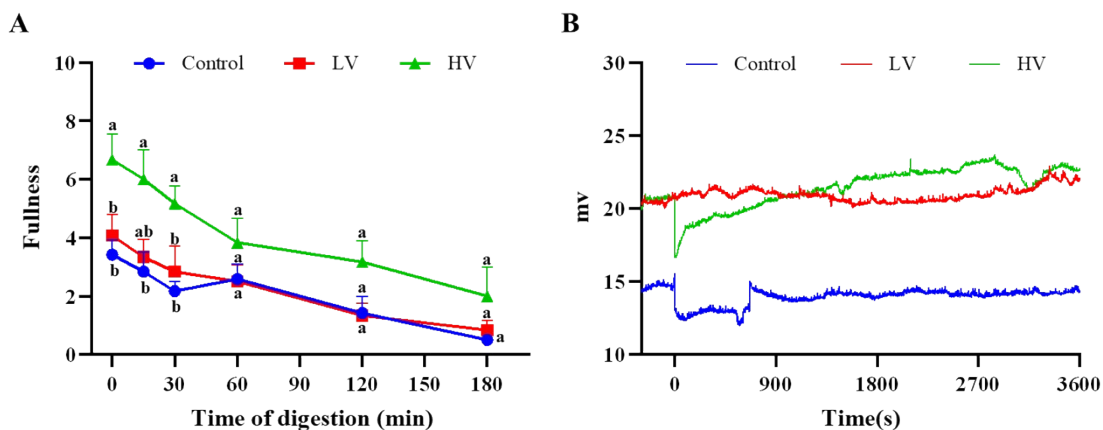 A
Control LV HV
Fullness
10
8
6
4
2
0
a
a
a
a
a
a
b
ab
b
a
a
a
b
b
b
a
a
a
0 30 60 90 120 150 180
Time of digestion (min)
B
Control LV HV
mv
30
25
20
15
10
0 900 1800 2700 3600
Time(s)